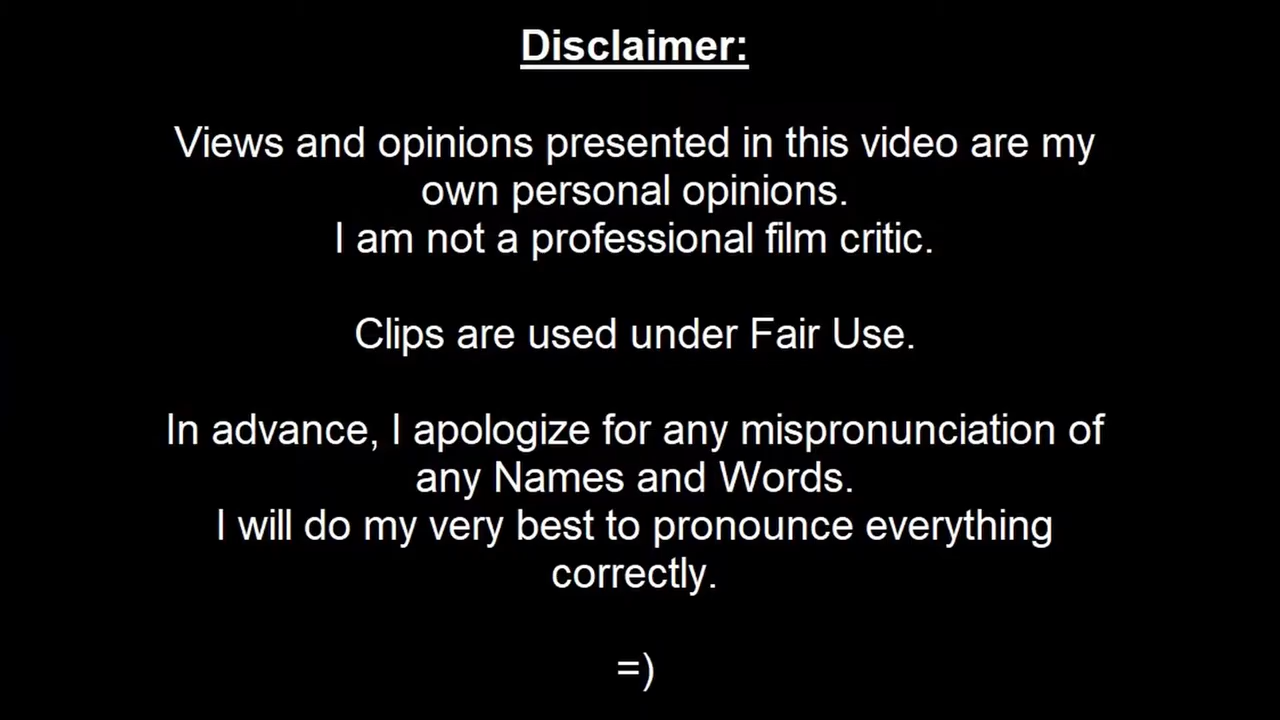 Disclaimer:
Views and opinions presented in this video are my
own personal opinions.
I am not a professional film critic.
Clips are used under Fair Use.
In advance, I apologize for any mispronunciation of
any Names and Words.
I will do my very best to pronounce everything
correctly.
=)